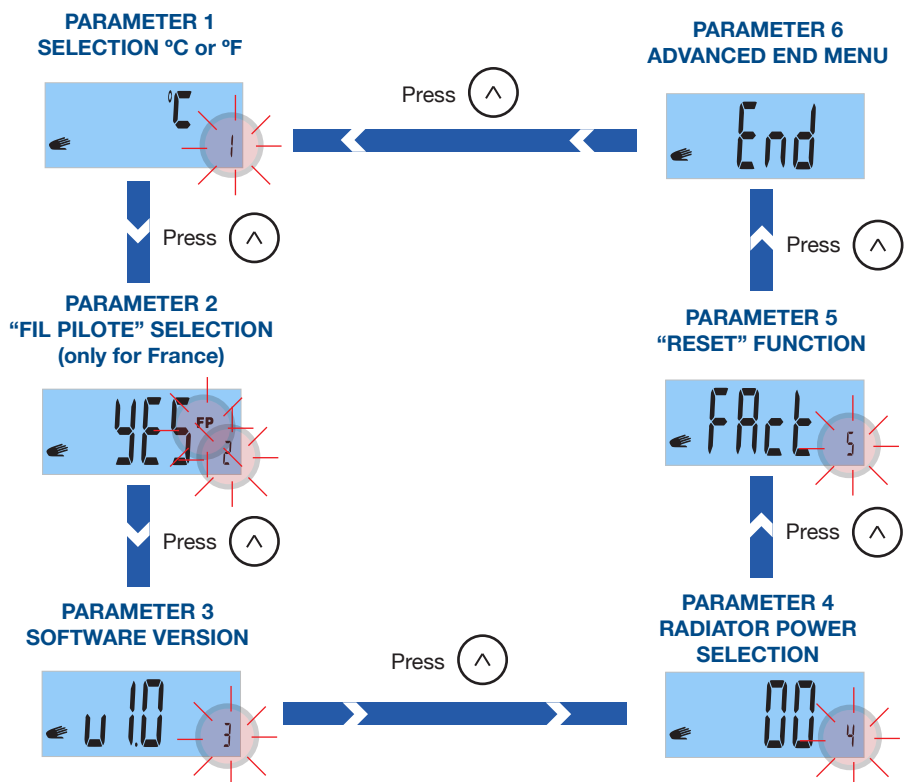 PARAMETER 1
SELECTION ºC or ºF
°C
1
Press
PARAMETER 2
“FIL PILOTE” SELECTION
(only for France)
YES FP
2
Press
PARAMETER 3
SOFTWARE VERSION
v1.0
3
Press
PARAMETER 4
RADIATOR POWER
SELECTION
00
4
Press
PARAMETER 5
“RESET” FUNCTION
FAct
5
Press
PARAMETER 6
ADVANCED END MENU
End
Press